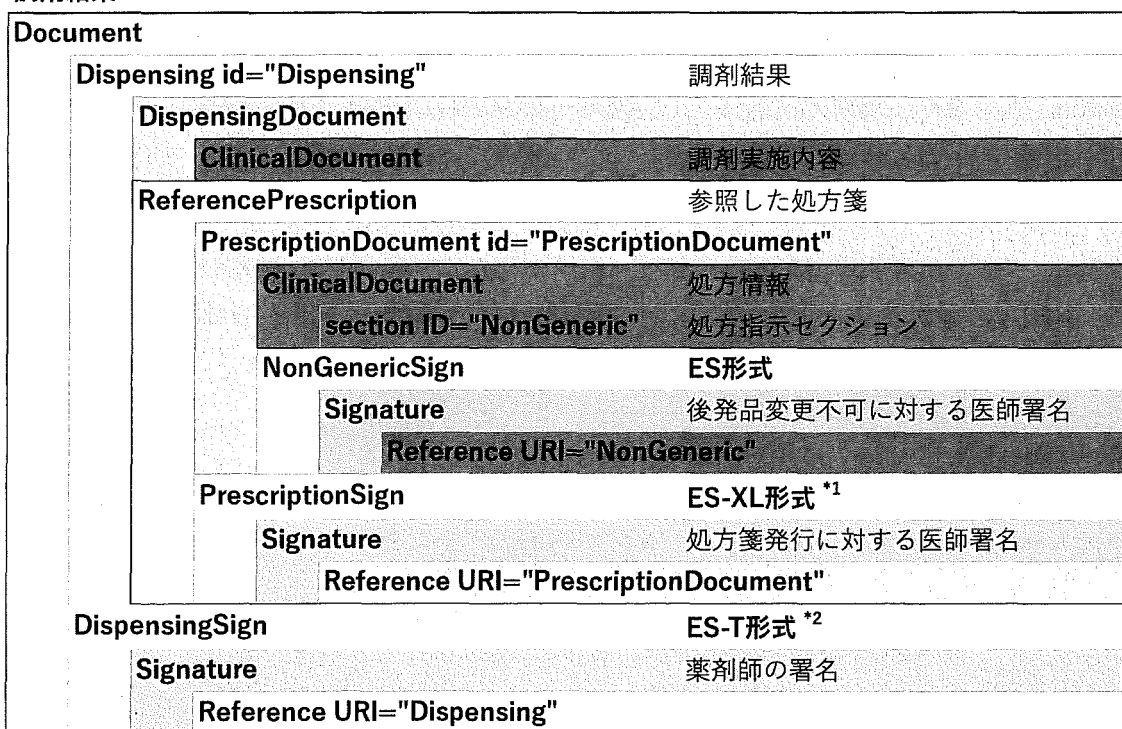 Document
Dispensing id="Dispensing" 調剤結果
DispensingDocument
ClinicalDocument 調剤実施内容
ReferencePrescription 参照した処方箋
PrescriptionDocument id="PrescriptionDocument"
ClinicalDocument 処方情報
section ID="NonGeneric" 処方指示セクション
NonGenericSign ES形式
Signature 後発品変更不可に対する医師署名
Reference URI="NonGeneric"
PrescriptionSign ES-XL形式 *1
Signature 処方箋発行に対する医師署名
Reference URI="PrescriptionDocument"
DispensingSign ES-T形式 *2
Signature 薬剤師の署名
Reference URI="Dispensing"